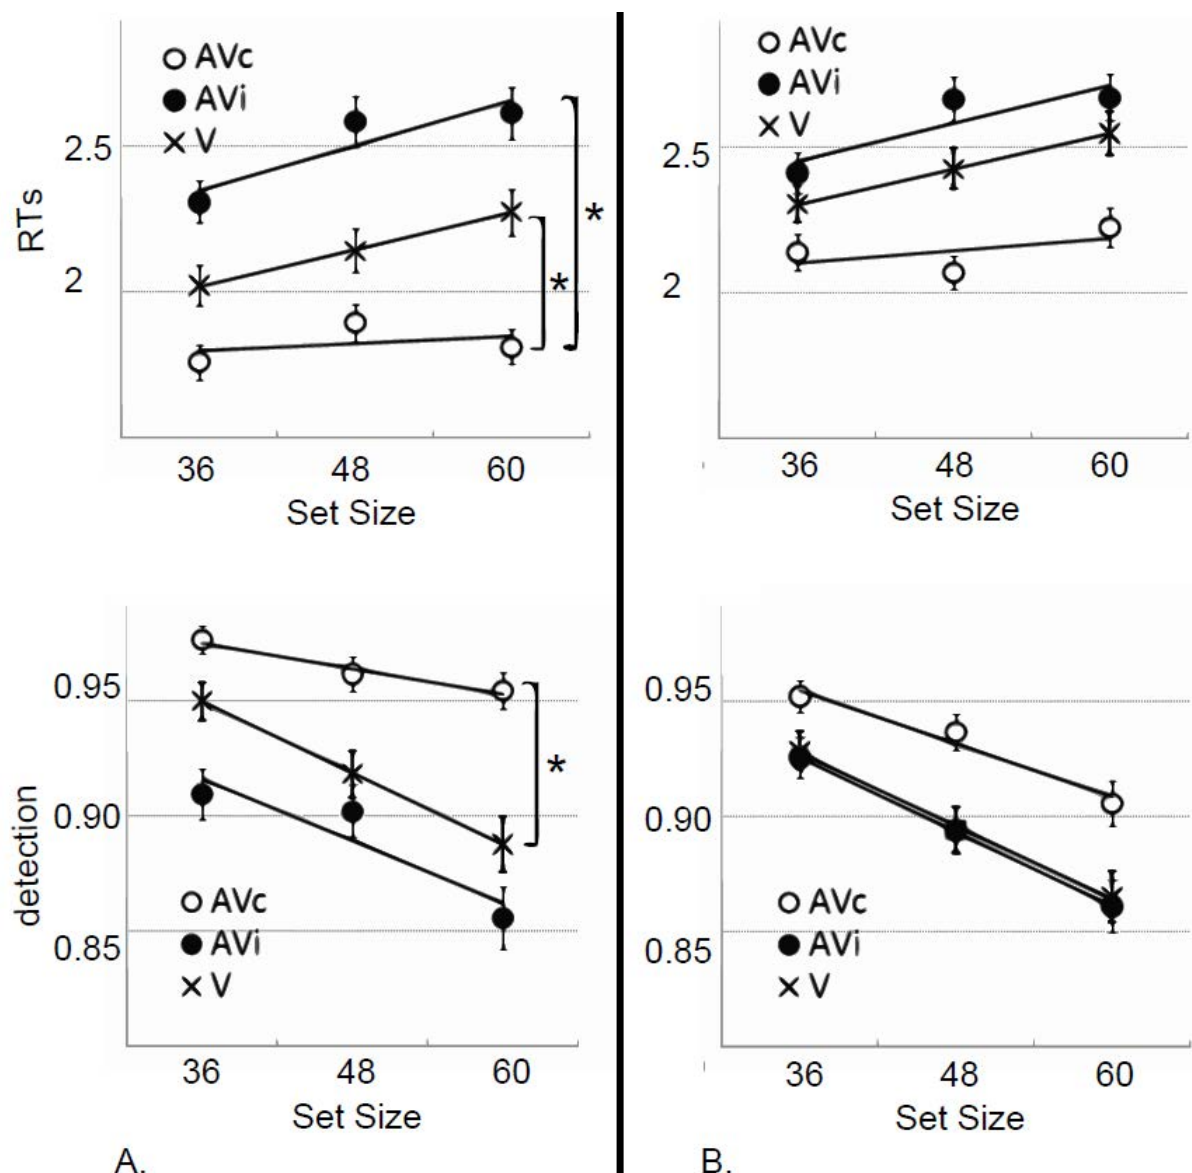 AVc
AVi
V
2.5
2
RTs
*
*
36 48 60
Set Size
AVc
AVi
V
2.5
2
36 48 60
Set Size
0.95
0.90
0.85
detection
*
AVc
AVi
V
36 48 60
Set Size
A.
0.95
0.90
0.85
AVc
AVi
V
36 48 60
Set Size
B.